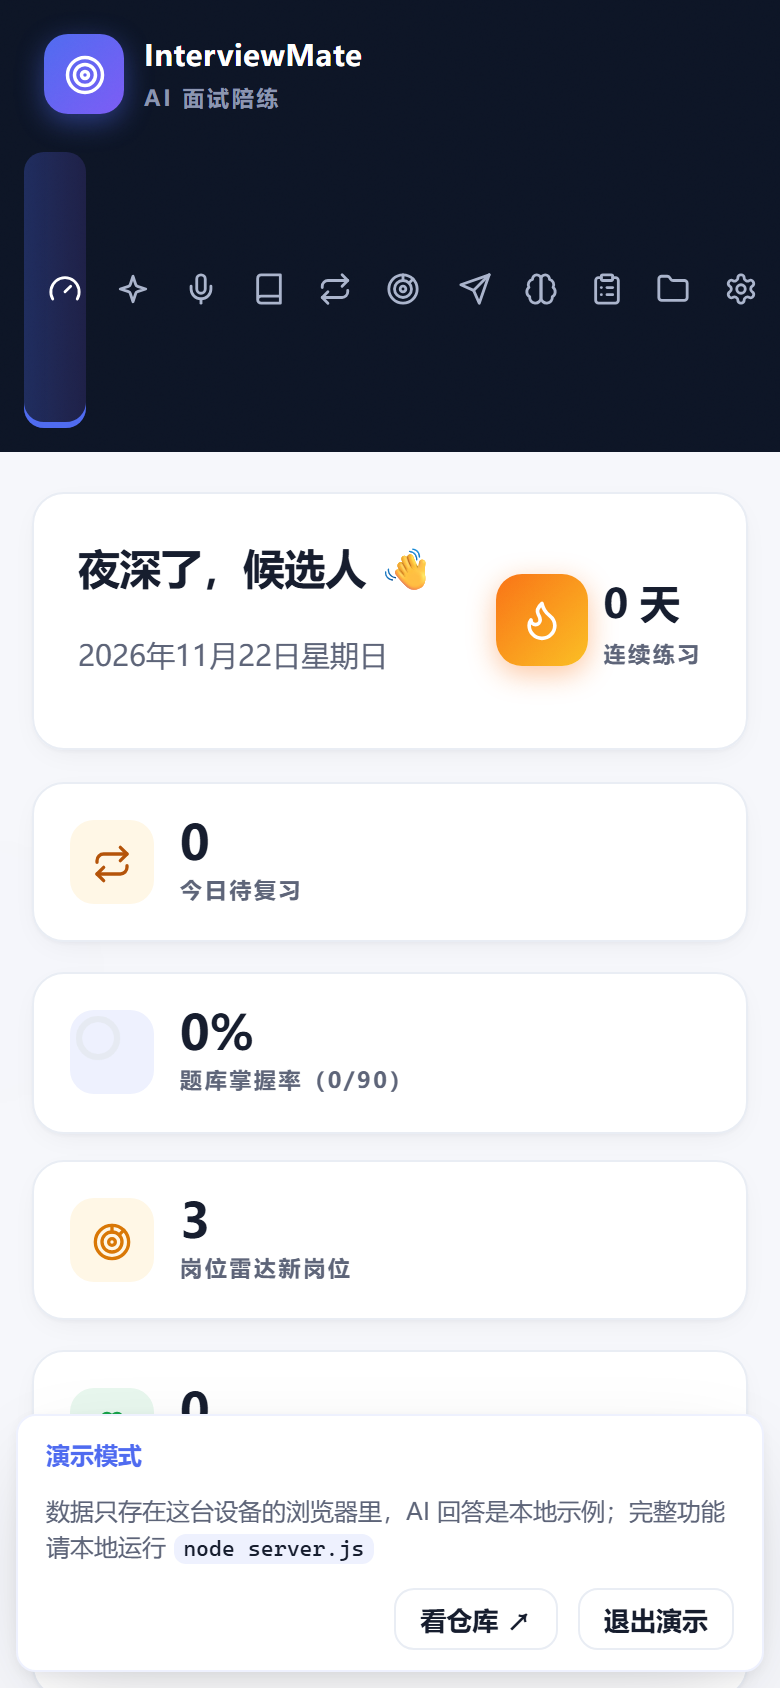 InterviewMate
AI 面试陪练
夜深了，候选人 👋
2026年11月22日星期日
0 天
连续练习
0
今日待复习
0%
题库掌握率（0/90）
3
岗位雷达新岗位
0
演示模式
数据只存在这台设备的浏览器里，AI 回答是本地示例；完整功能
请本地运行 node server.js
看仓库 ↗
退出演示